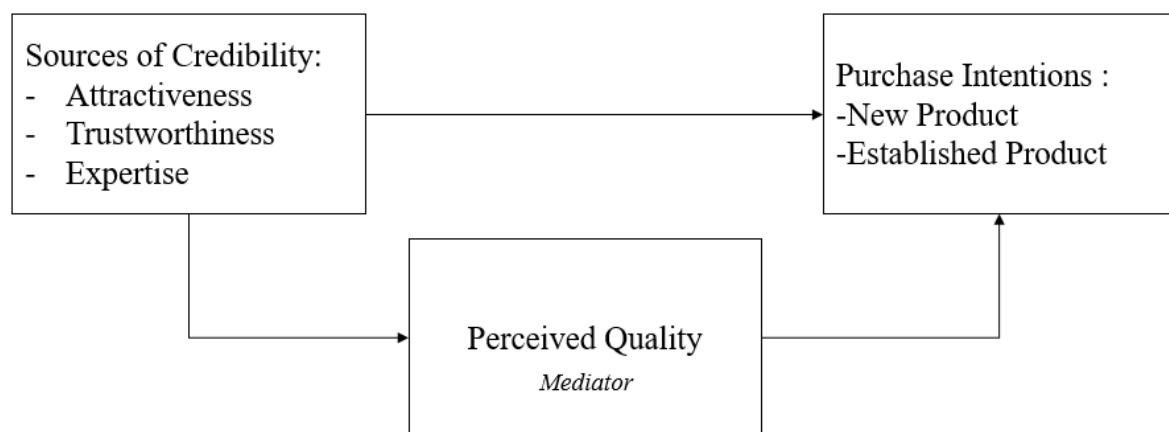 Sources of Credibility:
- Attractiveness
- Trustworthiness
- Expertise
Purchase Intentions :
-New Product
-Established Product
Perceived Quality
Mediator